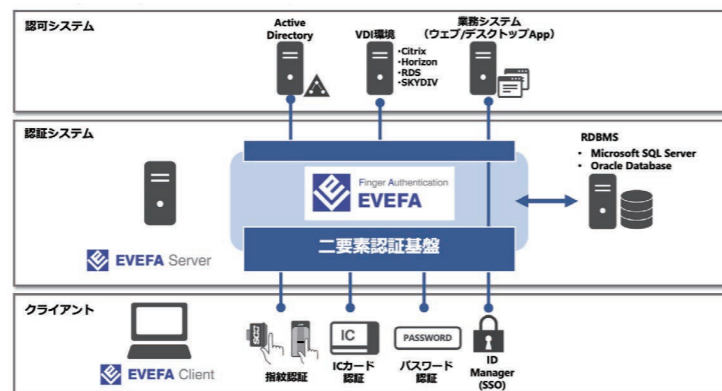 認可システム
Active
Directory
VDI環境
・Citrix
・Horizon
・RDS
・SKYDIV
業務システム
（ウェブ/デスクトップApp）
認証システム
Finger Authentication
EVEFA
二要素認証基盤
EVEFA Server
RDBMS
• Microsoft SQL Server
• Oracle Database
クライアント
EVEFA Client
指紋認証
IC
ICカード
認証
PASSWORD
パスワード
認証
ID
Manager
(SSO)